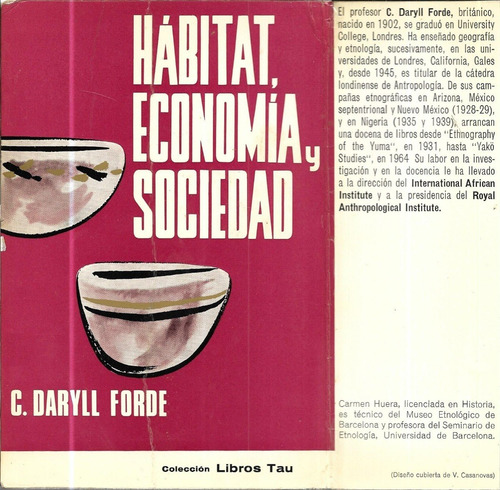 HÁBITAT,
ECONOMÍA y
SOCIEDAD
C. DARYLL FORDE
Colección Libros Tau
El profesor C. Daryll Forde, británico,
nacido en 1902, se graduó en University
College, Londres. Ha enseñado geografía
y etnología, sucesivamente, en las uni-
versidades de Londres, California, Gales
y, desde 1945, es titular de la cátedra
londinense de Antropología. De sus cam-
pañas etnográficas en Arizona, México
septentrional y Nuevo México (1928-29),
y en Nigeria (1935 y 1939), arrancan
una docena de libros desde "Ethnography
of the Yuma", en 1931, hasta "Yakö
Studies", en 1964 Su labor en la inves-
tigación y en la docencia le ha llevado
a la dirección del International African
Institute y a la presidencia del Royal
Anthropological Institute.
Carmen Huera, licenciada en Historia,
es técnico del Museo Etnológico de
Barcelona y profesora del Seminario de
Etnología, Universidad de Barcelona.
(Diseño cubierta de V. Casanovas)